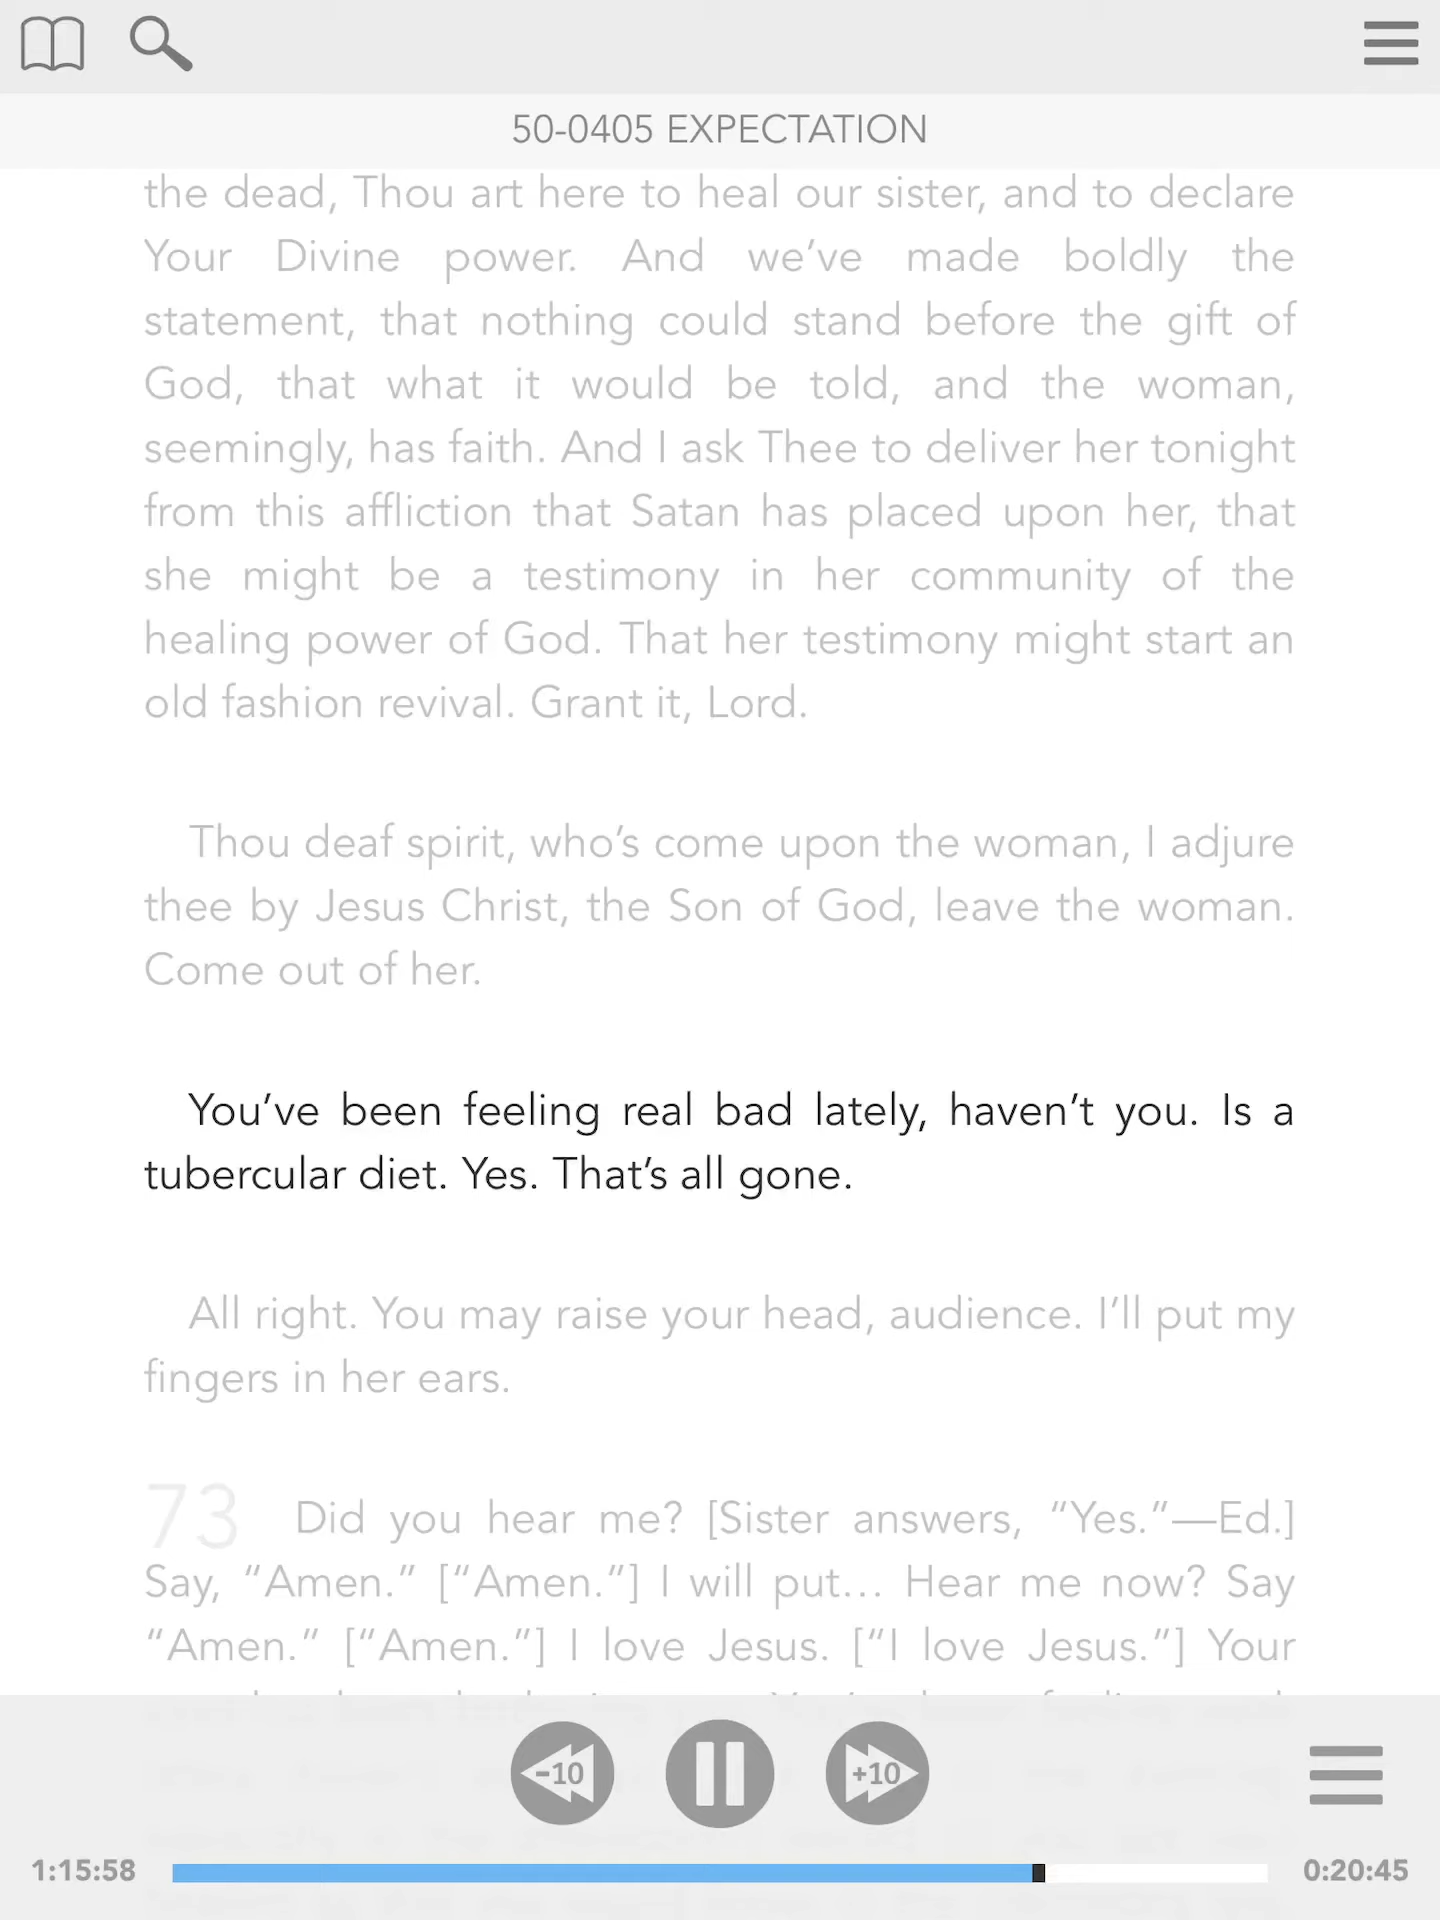 50-0405 EXPECTATION
the dead, Thou art here to heal our sister, and to declare
Your Divine power. And we’ve made boldly the
statement, that nothing could stand before the gift of
God, that what it would be told, and the woman,
seemingly, has faith. And I ask Thee to deliver her tonight
from this affliction that Satan has placed upon her, that
she might be a testimony in her community of the
healing power of God. That her testimony might start an
old fashion revival. Grant it, Lord.
Thou deaf spirit, who’s come upon the woman, I adjure
thee by Jesus Christ, the Son of God, leave the woman.
Come out of her.
You’ve been feeling real bad lately, haven’t you. Is a
tubercular diet. Yes. That’s all gone.
All right. You may raise your head, audience. I’ll put my
fingers in her ears.
73 Did you hear me? [Sister answers, “Yes.”—Ed.]
Say, “Amen.” [“Amen.”] I will put… Hear me now? Say
“Amen.” [“Amen.”] I love Jesus. [“I love Jesus.”] Your
-10 +10
1:15:58 0:20:45